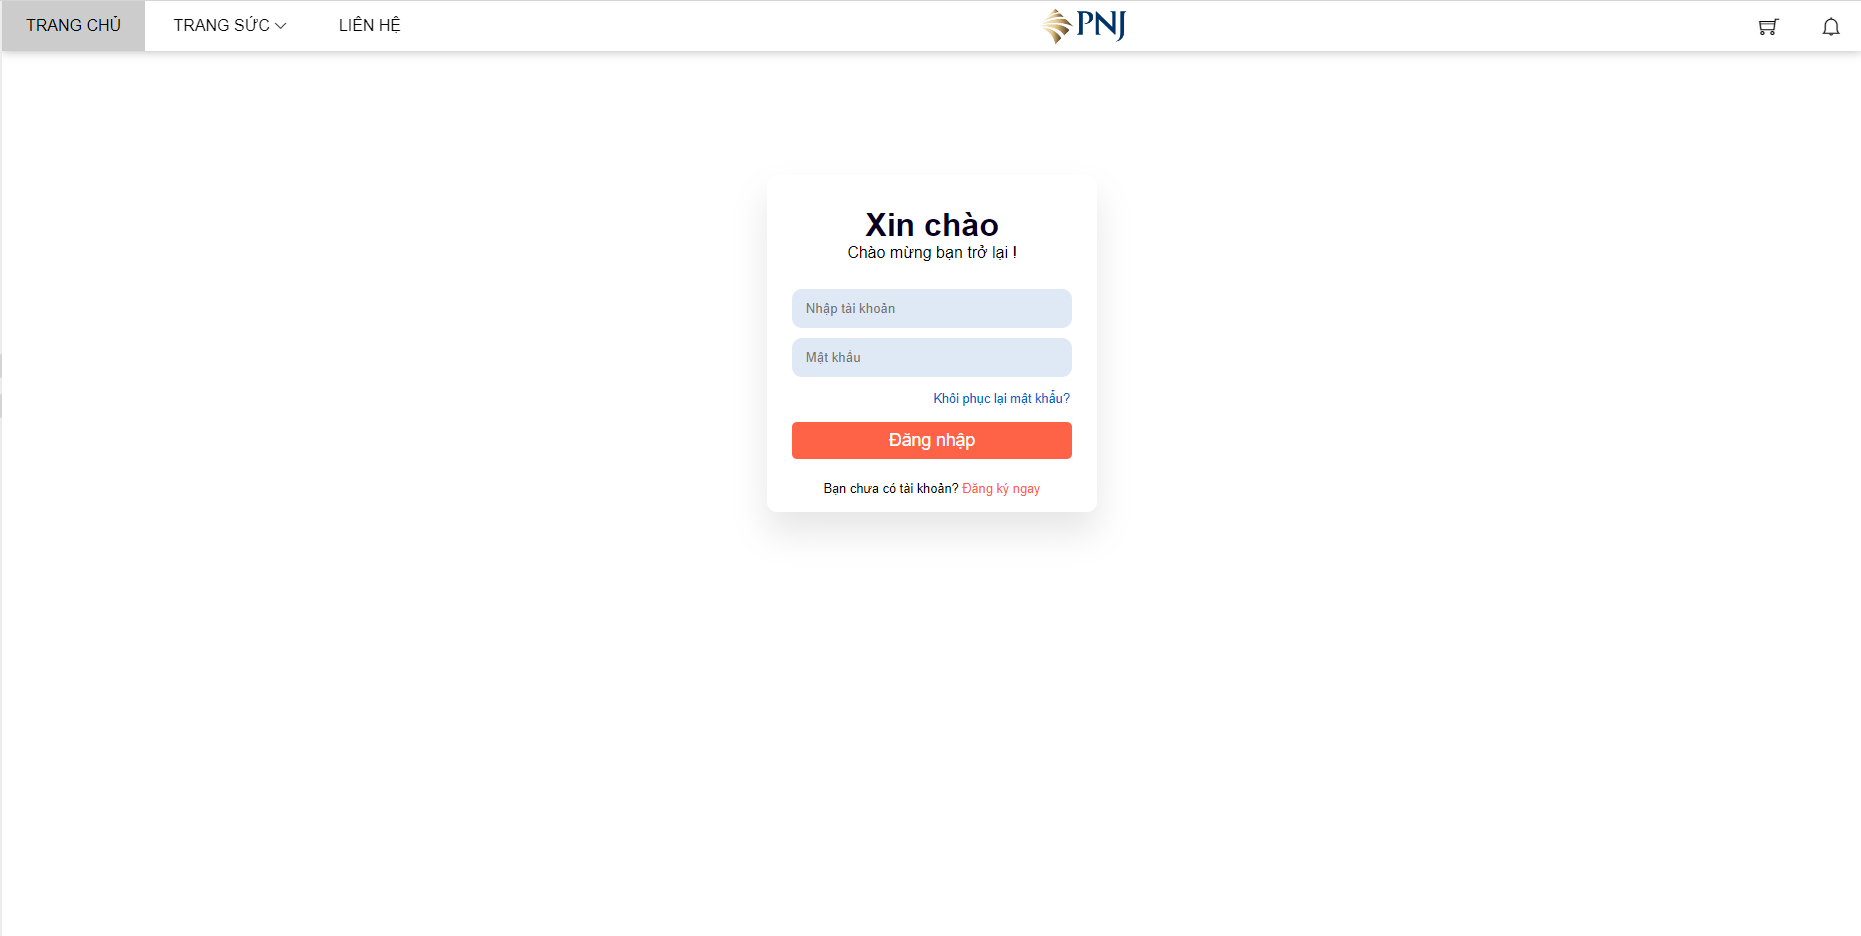 TRANG CHỦ TRANG SỨC LIÊN HỆ PNJ
Xin chào
Chào mừng bạn trở lại !
Nhập tài khoản
Mật khẩu
Khôi phục lại mật khẩu?
Đăng nhập
Bạn chưa có tài khoản? Đăng ký ngay